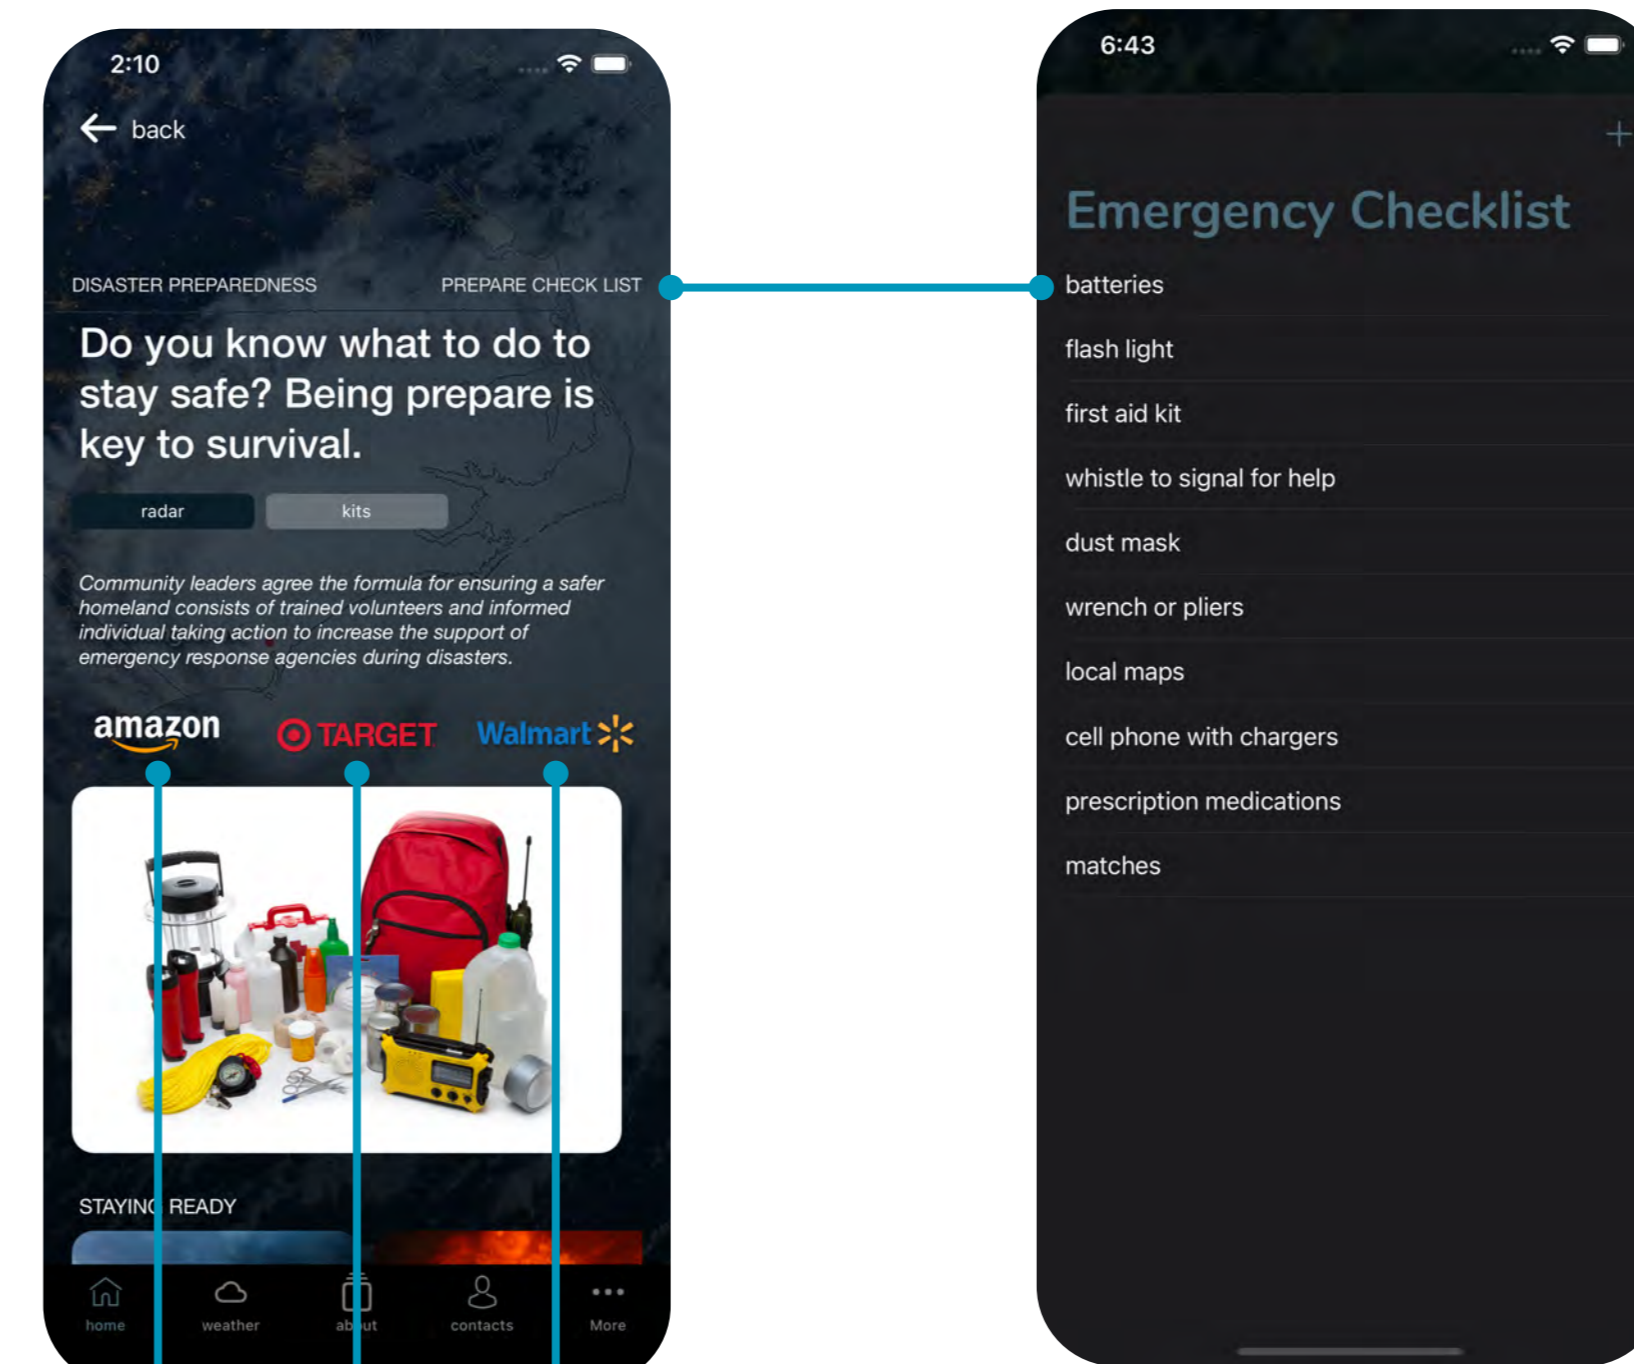 2:10
back
DISASTER PREPAREDNESS
PREPARE CHECK LIST
Do you know what to do to
stay safe? Being prepare is
key to survival.
radar
kits
Community leaders agree the formula for ensuring a safer
homeland consists of trained volunteers and informed
individual taking action to increase the support of
emergency response agencies during disasters.
amazon
TARGET
Walmart
STAYING READY
home
weather
about
contacts
More
6:43
+
Emergency Checklist
batteries
flash light
first aid kit
whistle to signal for help
dust mask
wrench or pliers
local maps
cell phone with chargers
prescription medications
matches